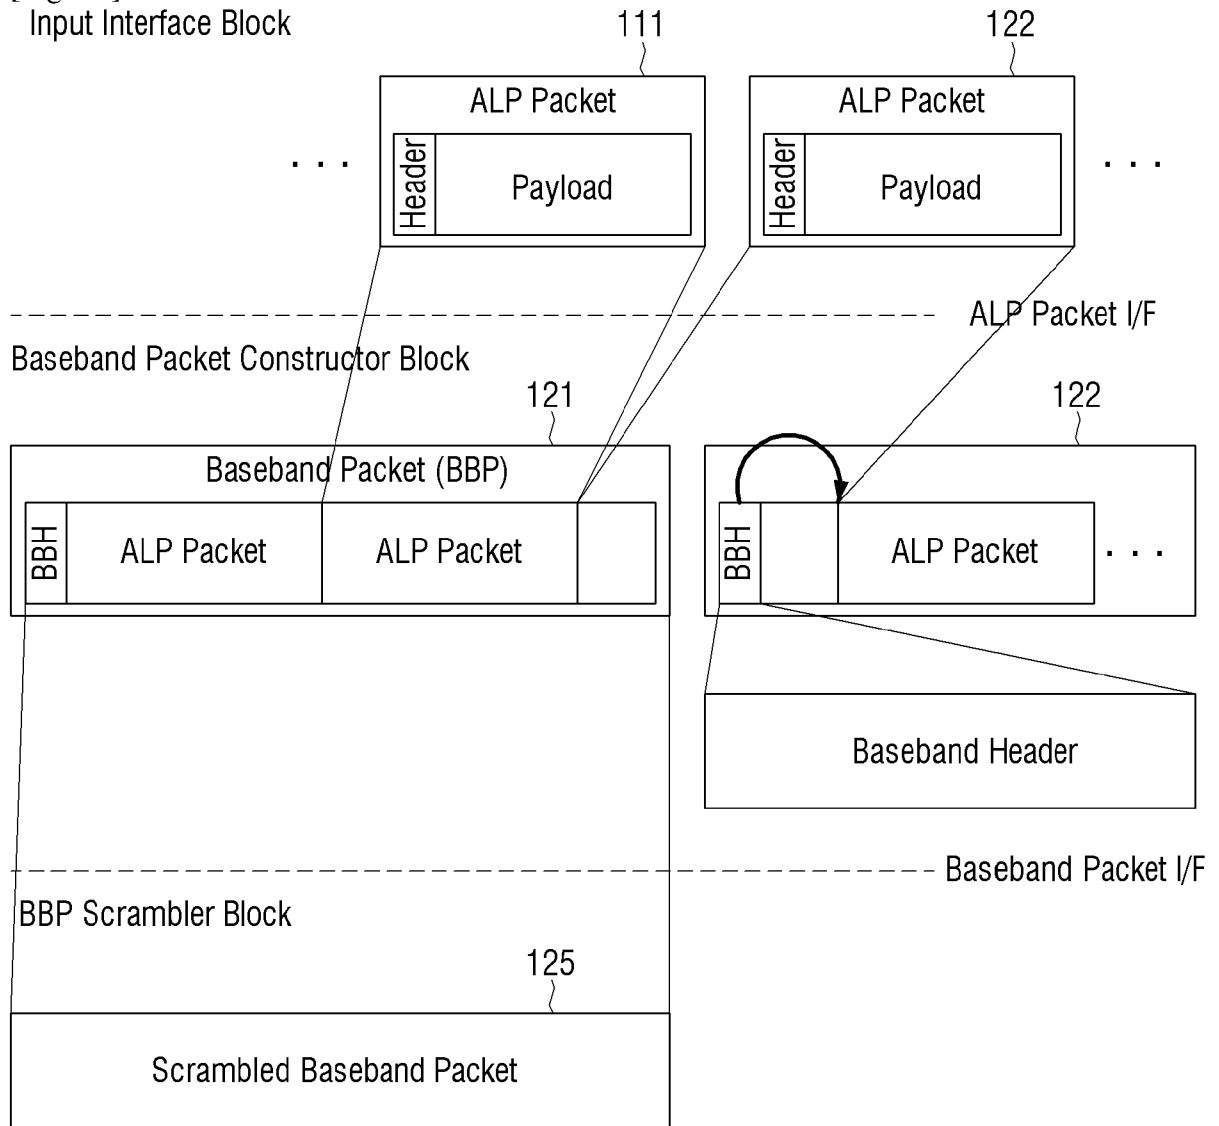 Input Interface Block
111
122
ALP Packet
ALP Packet
. . .
Header
Payload
Header
Payload
. . .
ALP Packet I/F
Baseband Packet Constructor Block
121
122
Baseband Packet (BBP)
BBH
ALP Packet
ALP Packet
BBH
ALP Packet
. . .
Baseband Header
Baseband Packet I/F
BBP Scrambler Block
125
Scrambled Baseband Packet